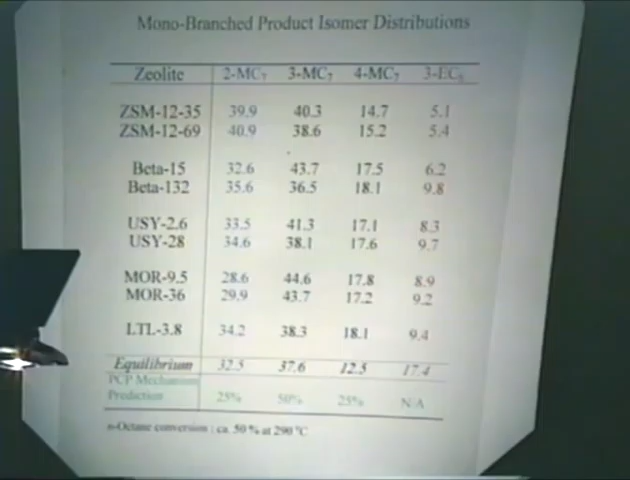 Mono-Branched Product Isomer Distributions
Zeolite 2-MC₇ 3-MC₇ 4-MC₇ 3-EC₆
ZSM-12-35 39.9 40.3 14.7 5.1
ZSM-12-69 40.9 38.6 15.2 5.4
Beta-15 32.6 43.7 17.5 6.2
Beta-132 35.6 36.5 18.1 9.8
USY-2.6 33.5 41.3 17.1 8.3
USY-28 34.6 38.1 17.6 9.7
MOR-9.5 28.6 44.6 17.8 8.9
MOR-36 29.9 43.7 17.2 9.2
LTL-3.8 34.2 38.3 18.1 9.4
Equilibrium 32.5 37.6 12.5 17.4
PCP Mechanism
Prediction 25% 50% 25% N/A
n-Octane conversion : ca. 50 % at 290 °C